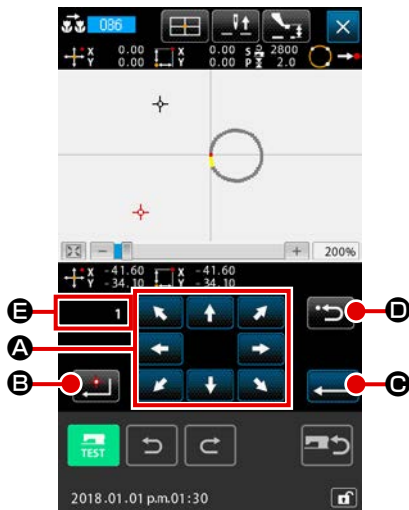 086
X 0.00 X 0.00 S 2800
Y 0.00 Y 0.00 P 2.0
200%
X -41.60 X -41.60
Y -34.10 Y -34.10
E 1 D
A
B C
TEST
2018.01.01 p.m.01:30